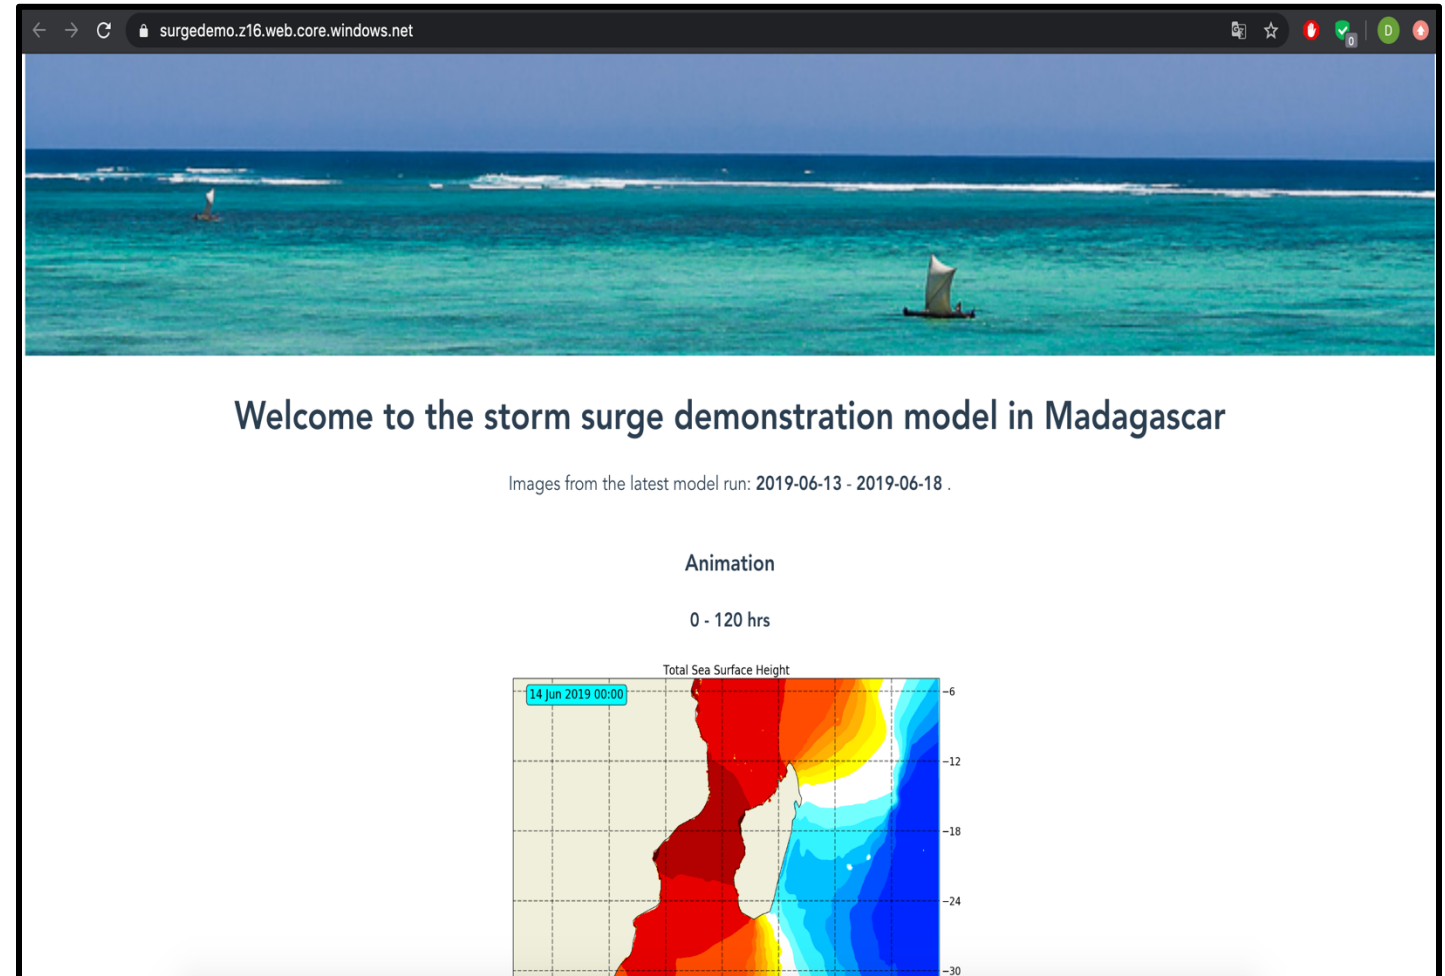 surgedemo.z16.web.core.windows.net
0
D
Welcome to the storm surge demonstration model in Madagascar
Images from the latest model run: 2019-06-13 - 2019-06-18 .
Animation
0 - 120 hrs
Total Sea Surface Height
14 Jun 2019 00:00
−6
−12
−18
−24
−30